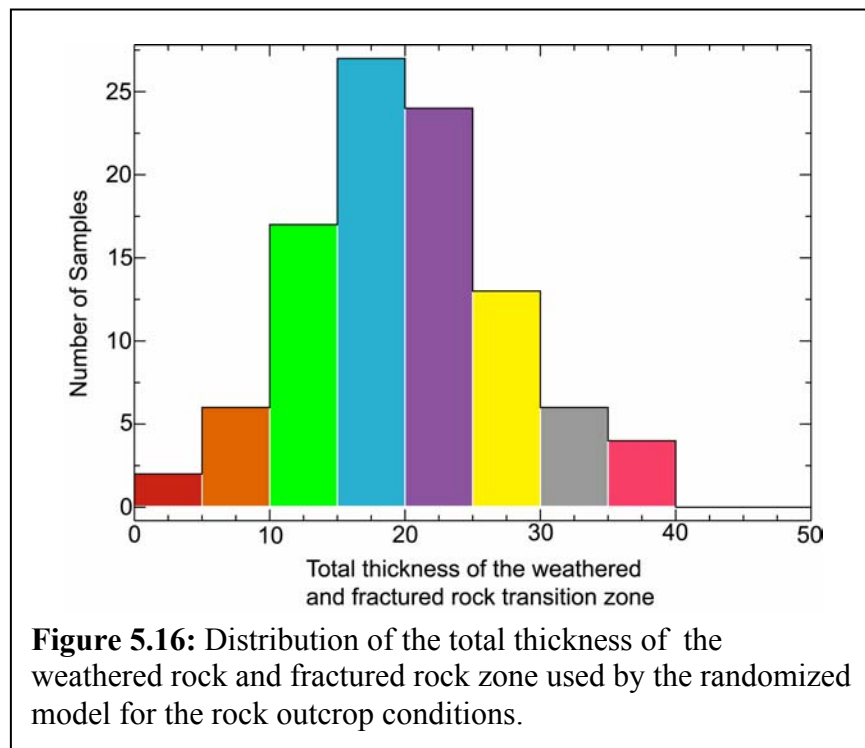 25
20
15
10
5
0
Number of Samples
0 10 20 30 40 50
Total thickness of the weathered
and fractured rock transition zone
Figure 5.16: Distribution of the total thickness of the
weathered rock and fractured rock zone used by the randomized
model for the rock outcrop conditions.